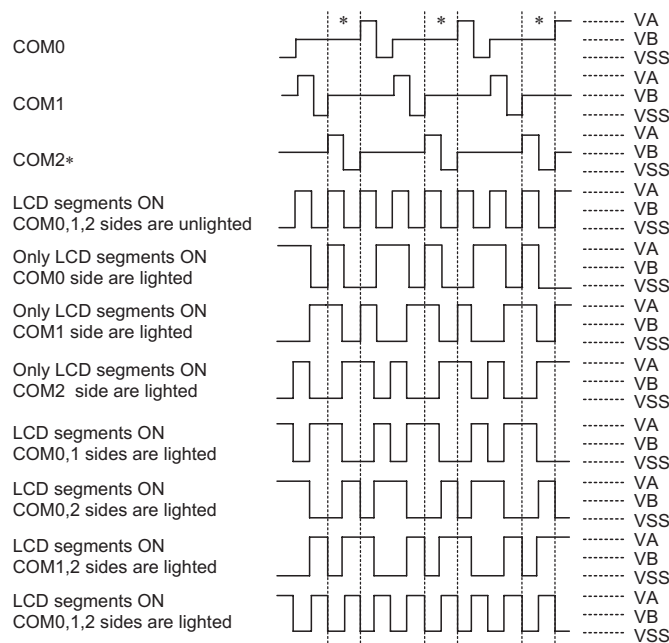 * * * VA
COM0 VB
VSS
VA
COM1 VB
VSS
VA
COM2* VB
VSS
LCD segments ON VA
COM0,1,2 sides are unlighted VB
VSS
Only LCD segments ON VA
COM0 side are lighted VB
VSS
Only LCD segments ON VA
COM1 side are lighted VB
VSS
Only LCD segments ON VA
COM2 side are lighted VB
VSS
LCD segments ON VA
COM0,1 sides are lighted VB
VSS
LCD segments ON VA
COM0,2 sides are lighted VB
VSS
LCD segments ON VA
COM1,2 sides are lighted VB
VSS
LCD segments ON VA
COM0,1,2 sides are lighted VB
VSS